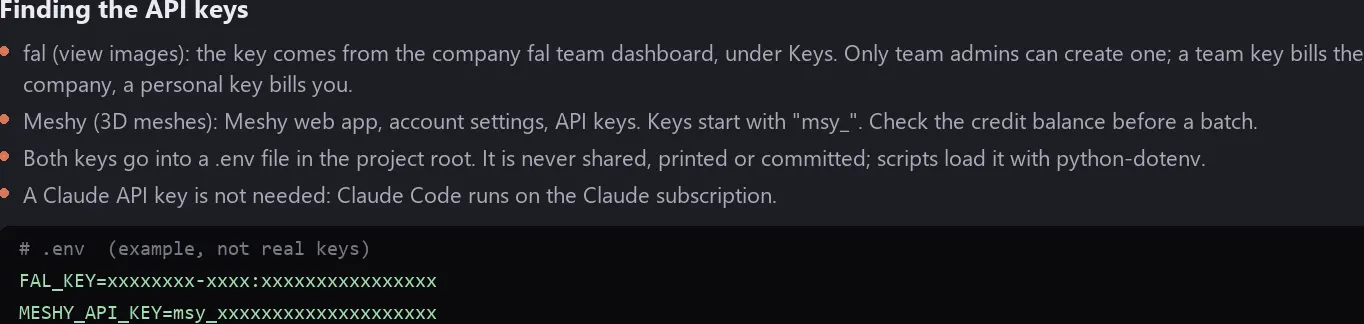 Finding the API keys
fal (view images): the key comes from the company fal team dashboard, under Keys. Only team admins can create one; a team key bills the
company, a personal key bills you.
Meshy (3D meshes): Meshy web app, account settings, API keys. Keys start with "msy_". Check the credit balance before a batch.
Both keys go into a .env file in the project root. It is never shared, printed or committed; scripts load it with python-dotenv.
A Claude API key is not needed: Claude Code runs on the Claude subscription.
# .env  (example, not real keys)
FAL_KEY=xxxxxxxx-xxxx:xxxxxxxxxxxxxxxx
MESHY_API_KEY=msy_xxxxxxxxxxxxxxxxxxxx